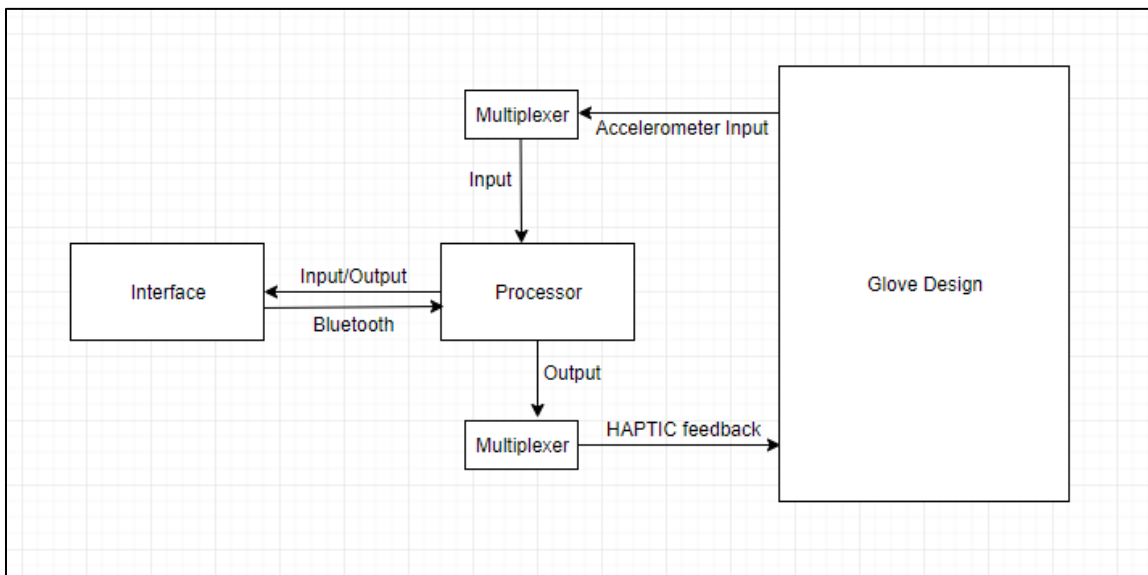 Multiplexer
Accelerometer Input
Input
Interface
Input/Output
Bluetooth
Processor
Glove Design
Output
Multiplexer
HAPTIC feedback